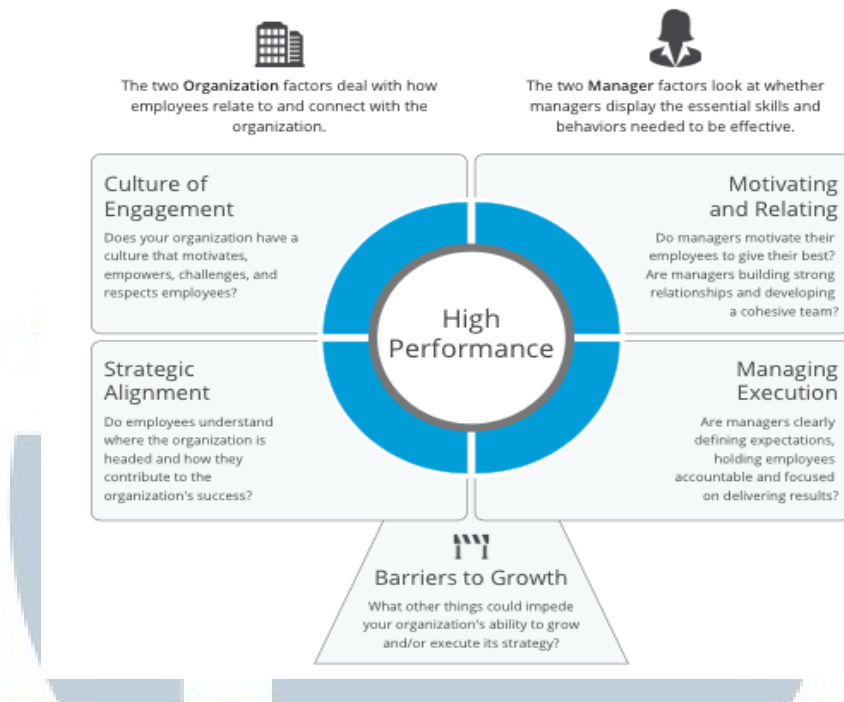 The two Organization factors deal with how
employees relate to and connect with the
organization.
The two Manager factors look at whether
managers display the essential skills and
behaviors needed to be effective.
Culture of
Engagement
Does your organization have a
culture that motivates,
empowers, challenges, and
respects employees?
Motivating
and Relating
Do managers motivate their
employees to give their best?
Are managers building strong
relationships and developing
a cohesive team?
High
Performance
Strategic
Alignment
Do employees understand
where the organization is
headed and how they
contribute to the
organization's success?
Managing
Execution
Are managers clearly
defining expectations,
holding employees
accountable and focused
on delivering results?
Barriers to Growth
What other things could impede
your organization's ability to grow
and/or execute its strategy?